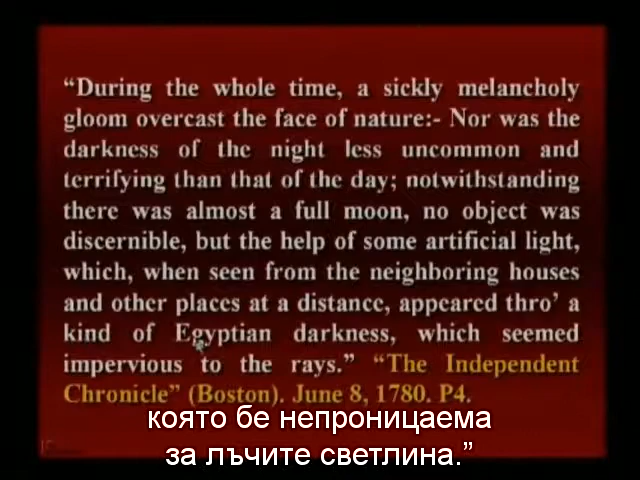 “During the whole time, a sickly melancholy
gloom overcast the face of nature:- Nor was the
darkness of the night less uncommon and
terrifying than that of the day; notwithstanding
there was almost a full moon, no object was
discernible, but the help of some artificial light,
which, when seen from the neighboring houses
and other places at a distance, appeared thro’ a
kind of Egyptian darkness, which seemed
impervious to the rays.” “The Independent
Chronicle” (Boston). June 8, 1780. P4.
която бе непроницаема
за лъчите светлина.”